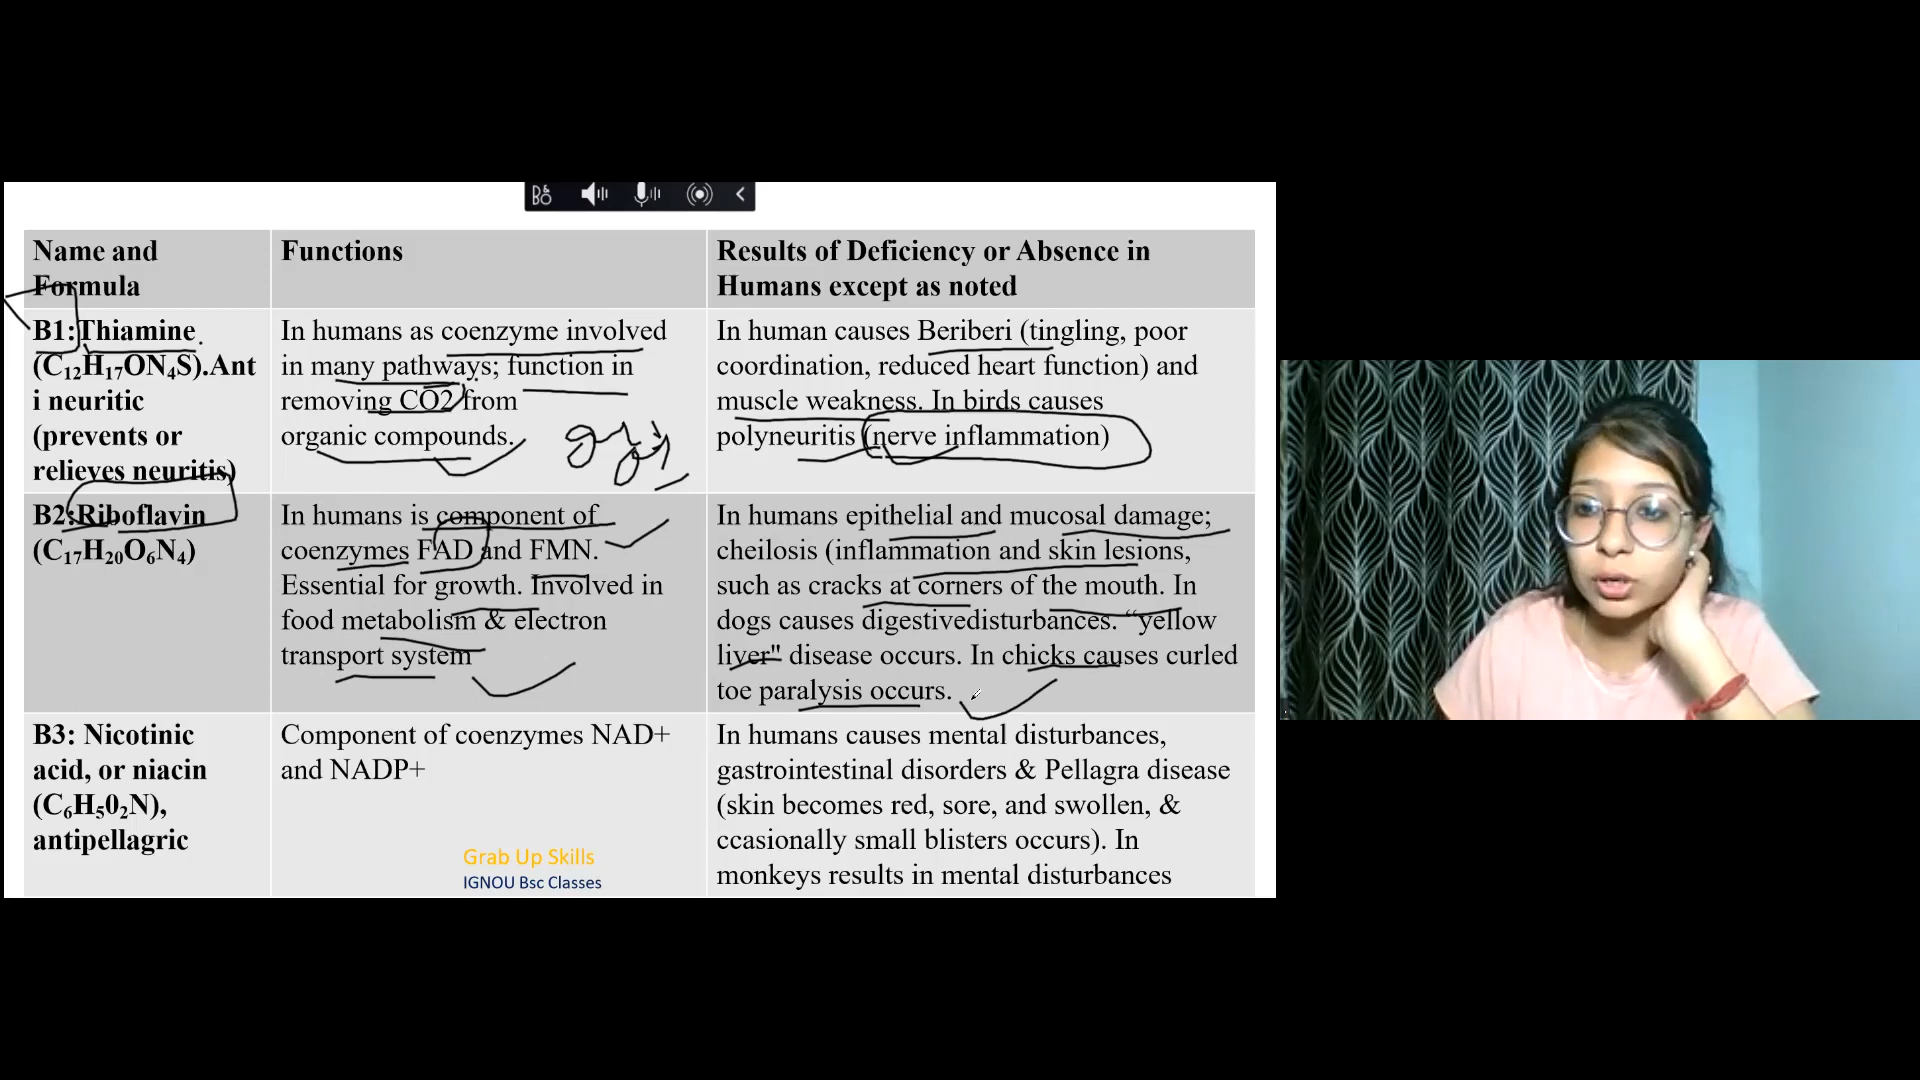 Name and
Formula
Functions
Results of Deficiency or Absence in
Humans except as noted
B1:Thiamine.
(C₁₂H₁₇ON₄S).Ant
i neuritic
(prevents or
relieves neuritis)
In humans as coenzyme involved
in many pathways; function in
removing CO2 from
organic compounds.
In human causes Beriberi (tingling, poor
coordination, reduced heart function) and
muscle weakness. In birds causes
polyneuritis (nerve inflammation)
B2:Riboflavin
(C₁₇H₂₀O₆N₄)
In humans is component of
coenzymes FAD and FMN.
Essential for growth. Involved in
food metabolism & electron
transport system
In humans epithelial and mucosal damage;
cheilosis (inflammation and skin lesions,
such as cracks at corners of the mouth. In
dogs causes digestivedisturbances. “yellow
liver" disease occurs. In chicks causes curled
toe paralysis occurs.
B3: Nicotinic
acid, or niacin
(C₆H₅0₂N),
antipellagric
Component of coenzymes NAD+
and NADP+
In humans causes mental disturbances,
gastrointestinal disorders & Pellagra disease
(skin becomes red, sore, and swollen, &
ccasionally small blisters occurs). In
monkeys results in mental disturbances
Grab Up Skills
IGNOU Bsc Classes